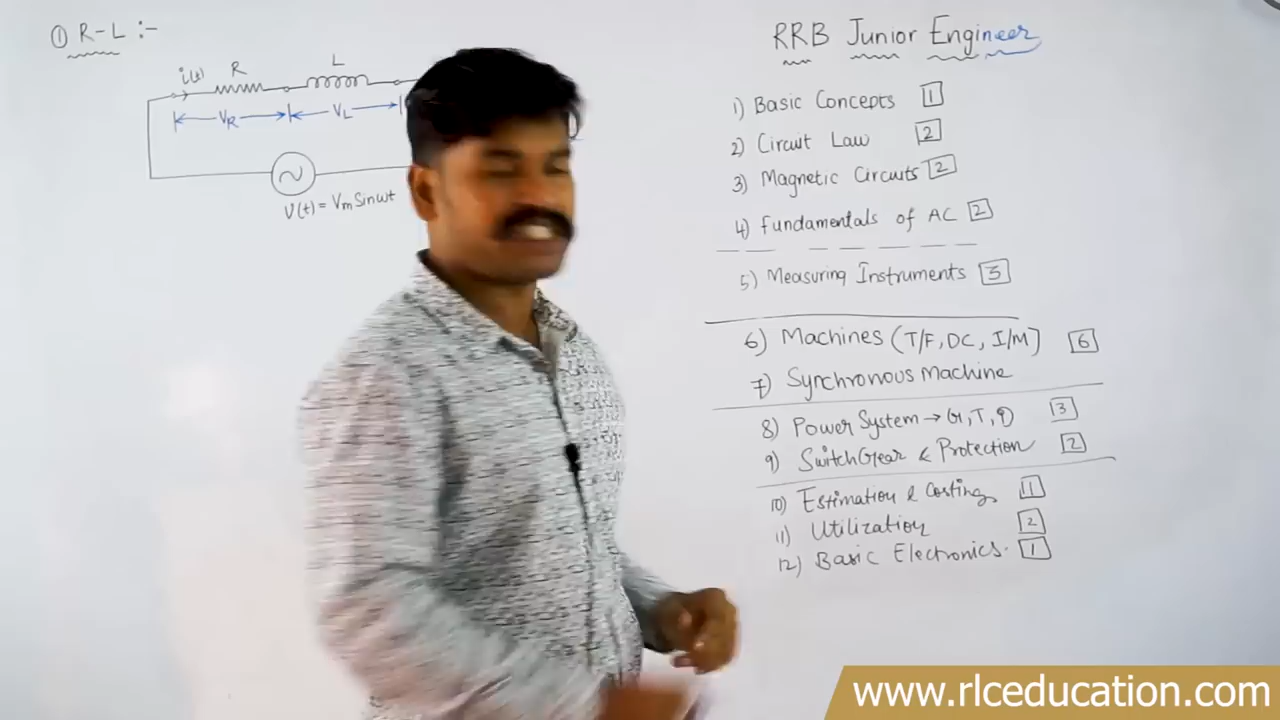 ① R-L :-
i(t)
R
L
VR
VL
V(t) = Vm Sinωt
RRB Junior Engineer
1) Basic Concepts 1
2) Circuit Law 2
3) Magnetic Circuits 2
4) Fundamentals of AC 2
5) Measuring Instruments 3
6) Machines (T/F, DC, I/M] 6
7) Synchronous Machine
8) Power System → G, T, D 3
9) SwitchGear & Protection 2
10) Estimation & Costing 1
11) Utilization 2
12) Basic Electronics. 1
www.rlceducation.com